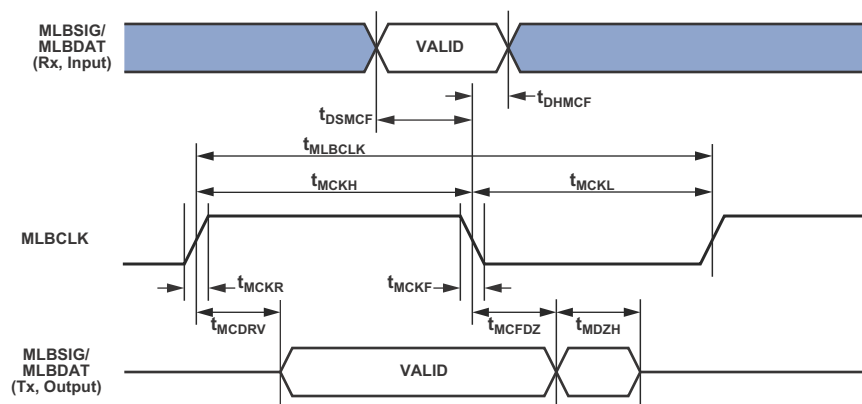 MLBSIG/
MLBDAT
(Rx, Input)
VALID
tDHMCF
tDSMCF
tMLBCLK
tMCKH
tMCKL
MLBCLK
tMCKR
tMCKF
tMCDRV
tMCFDZ
tMDZH
MLBSIG/
MLBDAT
(Tx, Output)
VALID